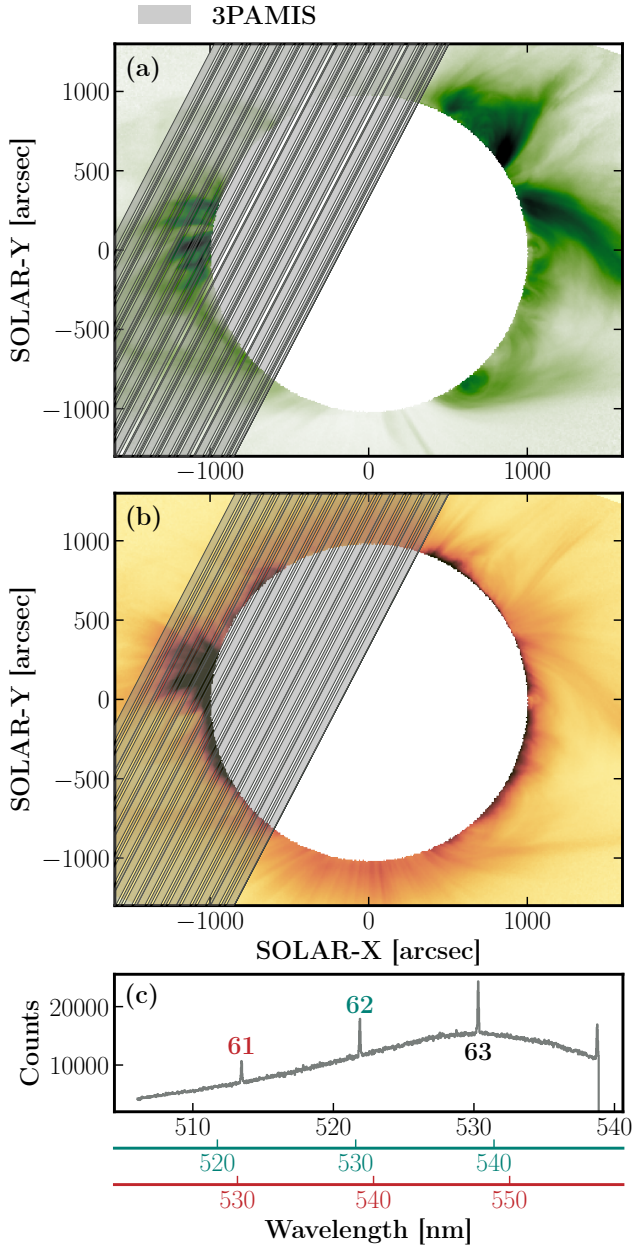 3PAMIS
(a)
1000
500
0
−500
−1000
SOLAR-Y [arcsec]
−1000 0 1000
(b)
1000
500
0
−500
−1000
SOLAR-Y [arcsec]
−1000 0 1000
SOLAR-X [arcsec]
(c)
20000
10000
Counts
61
62
63
510 520 530 540
520 530 540
530 540 550
Wavelength [nm]